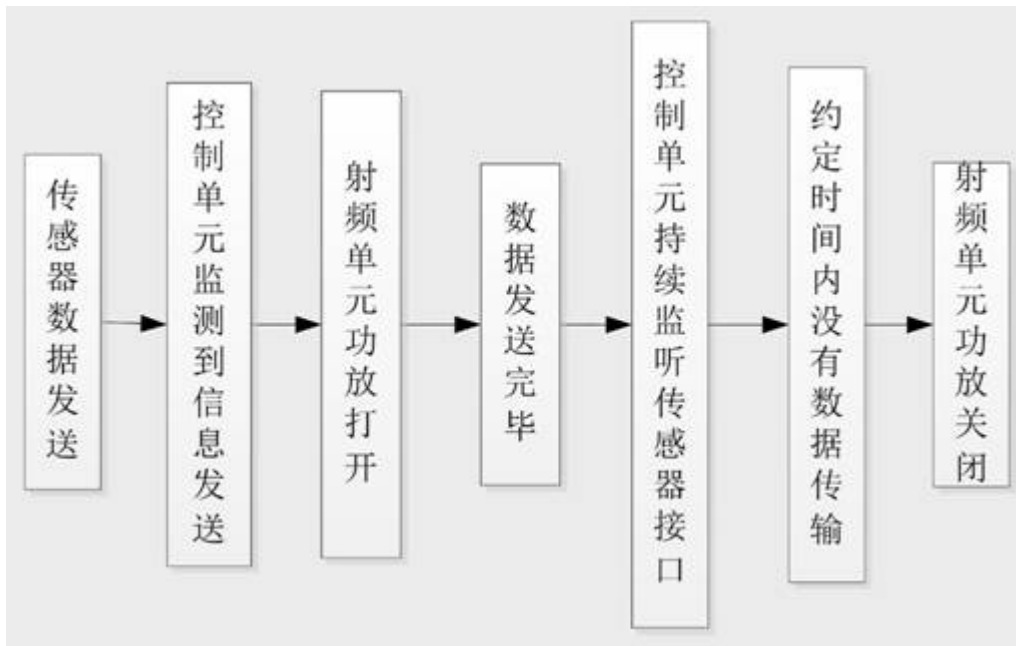 传感器数据发送
控制单元监测到信息发送
射频单元功放打开
数据发送完毕
控制单元持续监听传感器接口
约定时间内没有数据传输
射频单元功放关闭